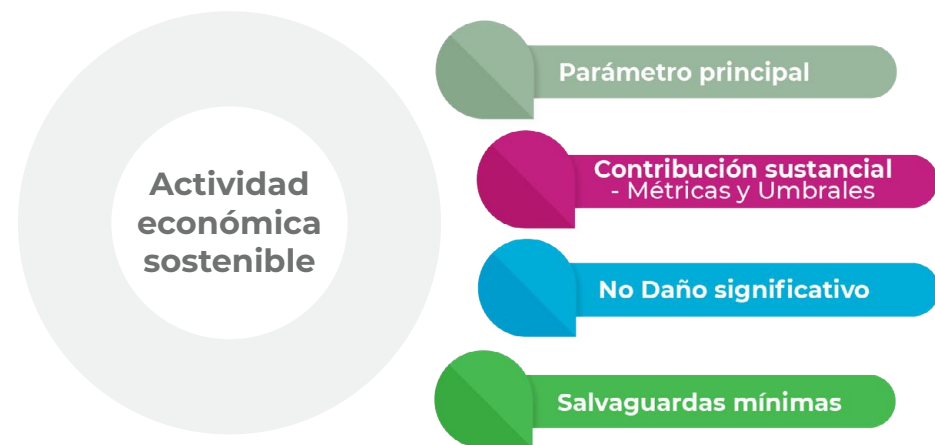 Actividad
económica
sostenible
Parámetro principal
Contribución sustancial
- Métricas y Umbrales
No Daño significativo
Salvaguardas mínimas